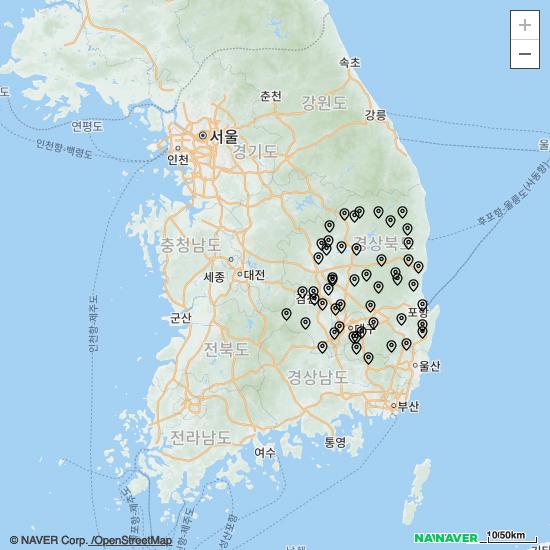 +
−
속초
춘천
강원도
강릉
연평도
서울
인천
경기도
인천항-백령도
울
후포항-울릉도(사동항)
경상북도
충청남도
세종
대전
인천항-제주도
김천
포항
군산
대구
전라북도
경상남도
울산
부산
전라남도
여수
통영
© NAVER Corp. /OpenStreetMap
NAVER
10/50km